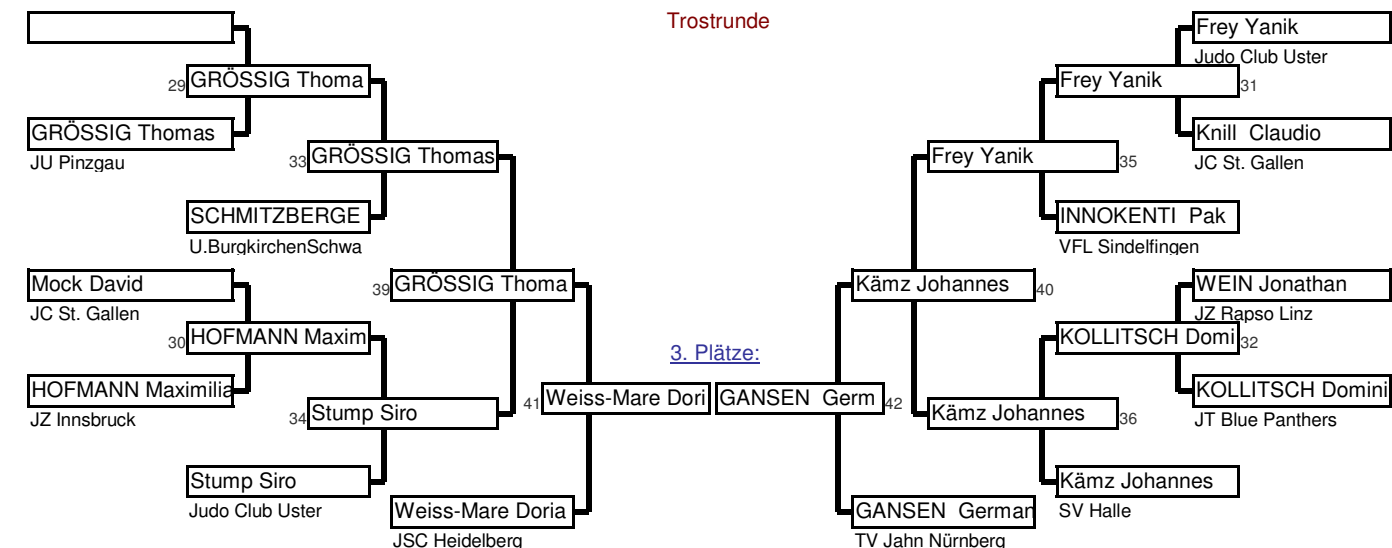 Trostrunde
Frey Yanik
Judo Club Uster
29 GRÖSSIG Thoma
Frey Yanik 31
GRÖSSIG Thomas
JU Pinzgau
Knill Claudio
JC St. Gallen
33 GRÖSSIG Thomas
Frey Yanik 35
SCHMITZBERGE
U.BurgkirchenSchwa
INNOKENTI Pak
VFL Sindelfingen
Mock David
JC St. Gallen
39 GRÖSSIG Thoma
Kämz Johannes 40
WEIN Jonathan
JZ Rapso Linz
30 HOFMANN Maxim
KOLLITSCH Domi 32
3. Plätze:
HOFMANN Maximilia
JZ Innsbruck
41 Weiss-Mare Dori
GANSEN Germ 42
KOLLITSCH Domini
JT Blue Panthers
34 Stump Siro
Kämz Johannes 36
Stump Siro
Judo Club Uster
Kämz Johannes
SV Halle
Weiss-Mare Doria
JSC Heidelberg
GANSEN German
TV Jahn Nürnberg